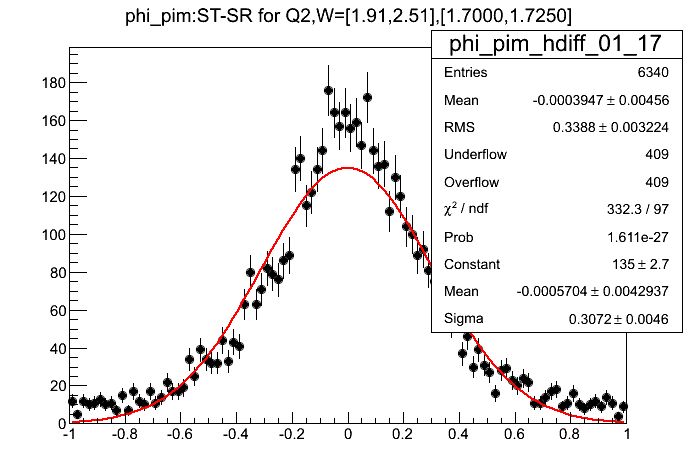 phi_pim:ST-SR for Q2,W=[1.91,2.51],[1.7000,1.7250]
phi_pim_hdiff_01_17
Entries 6340
Mean -0.0003947 ± 0.00456
RMS 0.3388 ± 0.003224
Underflow 409
Overflow 409
χ² / ndf 332.3 / 97
Prob 1.611e-27
Constant 135 ± 2.7
Mean -0.0005704 ± 0.0042937
Sigma 0.3072 ± 0.0046
180
160
140
120
100
80
60
40
20
0
-1 -0.8 -0.6 -0.4 -0.2 0 0.2 0.4 0.6 0.8 1